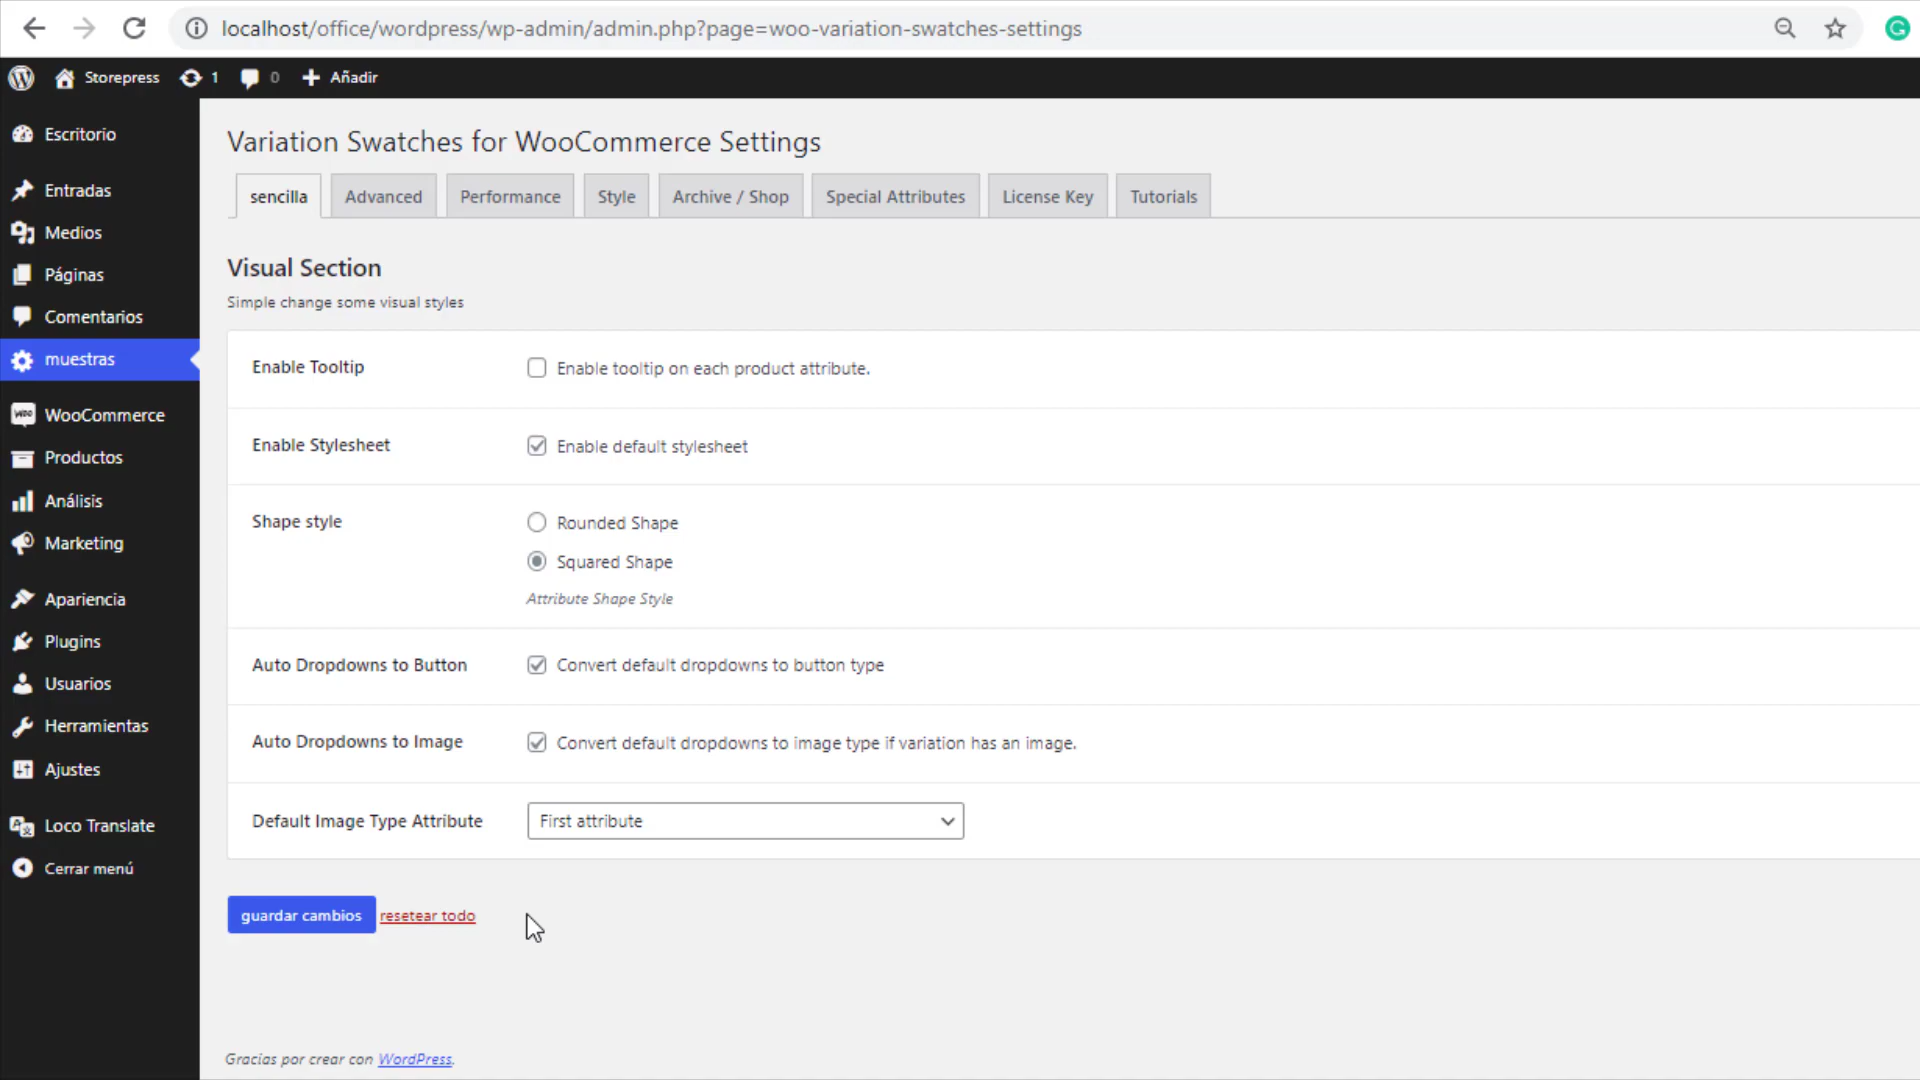 localhost/office/wordpress/wp-admin/admin.php?page=woo-variation-swatches-settings
Storepress 1 0 Añadir
Escritorio
Entradas
Medios
Páginas
Comentarios
muestras
WooCommerce
Productos
Análisis
Marketing
Apariencia
Plugins
Usuarios
Herramientas
Ajustes
Loco Translate
Cerrar menú
Variation Swatches for WooCommerce Settings
sencilla Advanced Performance Style Archive / Shop Special Attributes License Key Tutorials
Visual Section
Simple change some visual styles
Enable Tooltip Enable tooltip on each product attribute.
Enable Stylesheet Enable default stylesheet
Shape style Rounded Shape
Squared Shape
Attribute Shape Style
Auto Dropdowns to Button Convert default dropdowns to button type
Auto Dropdowns to Image Convert default dropdowns to image type if variation has an image.
Default Image Type Attribute First attribute
guardar cambios resetear todo
Gracias por crear con WordPress.